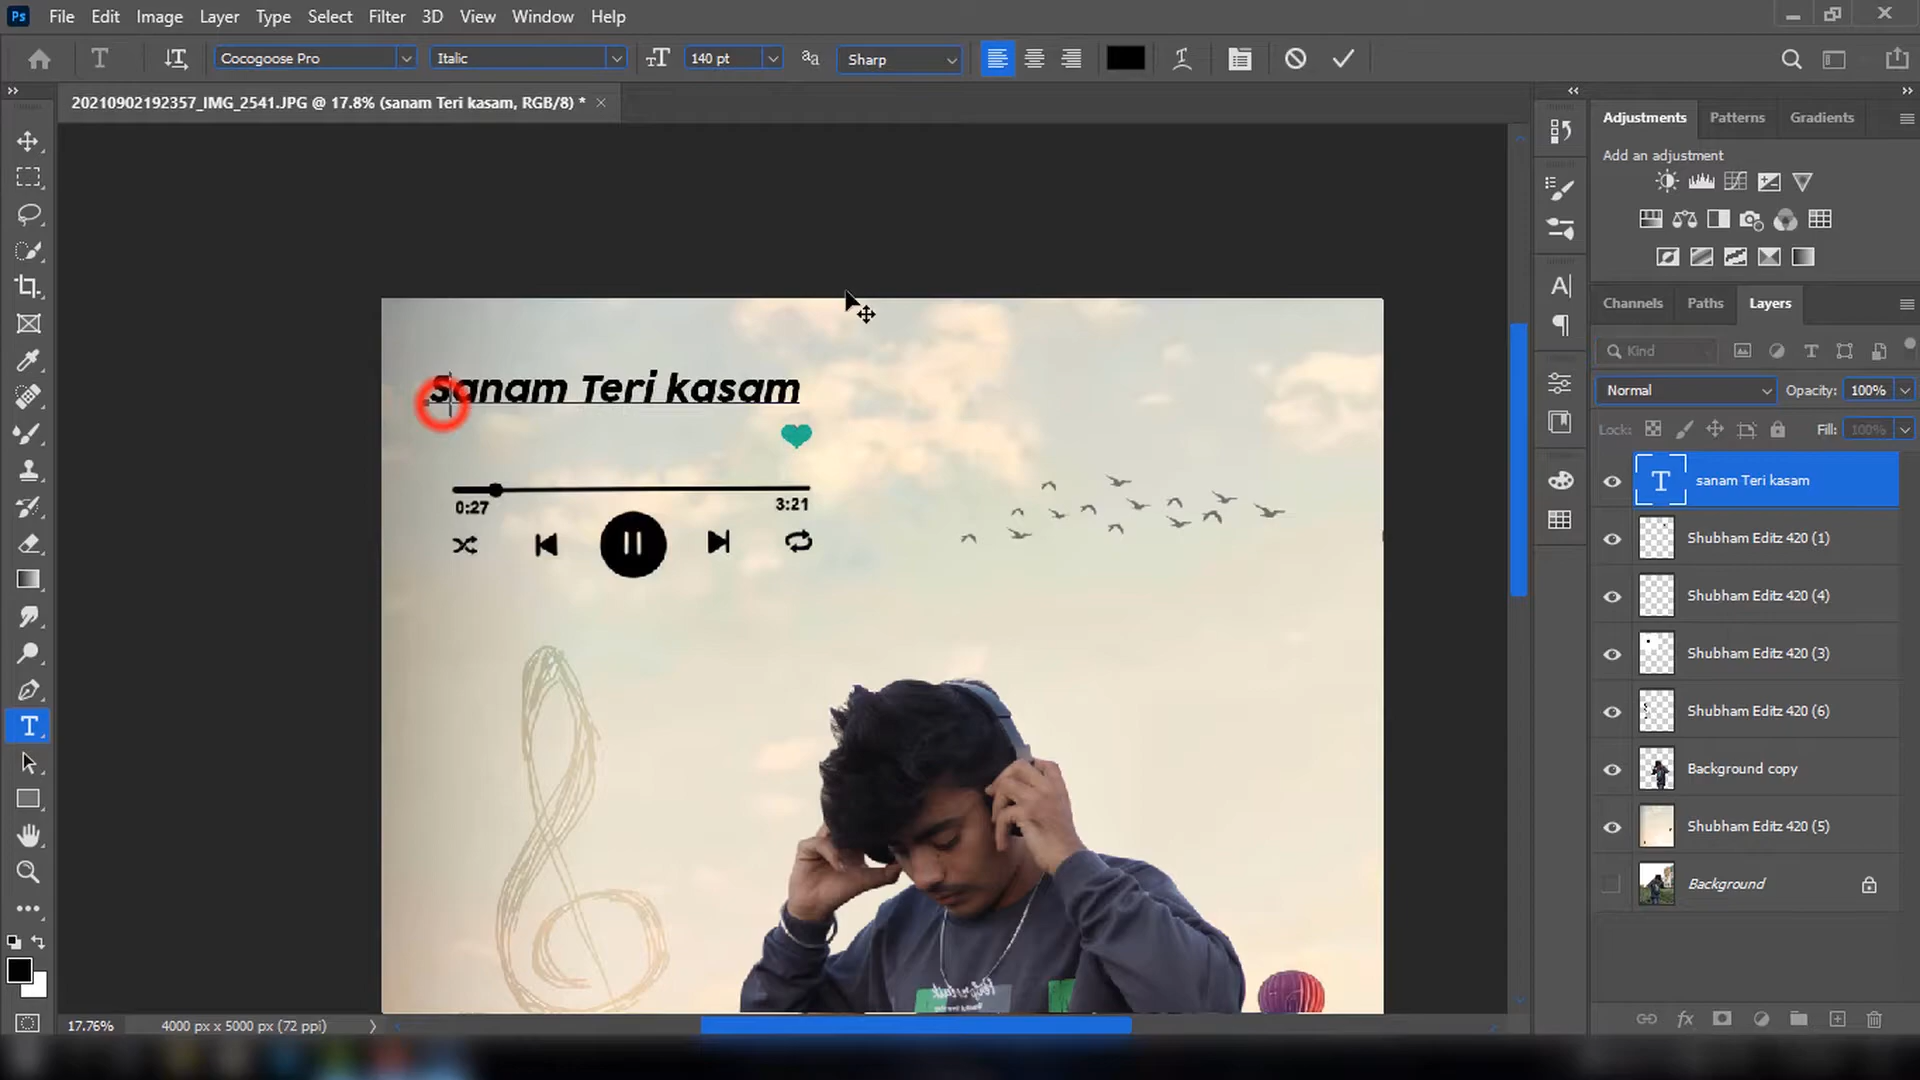 Ps File Edit Image Layer Type Select Filter 3D View Window Help
T Cocogoose Pro Italic 140 pt Sharp
20210902192357_IMG_2541.JPG @ 17.8% (sanam Teri kasam, RGB/8) * ×
Adjustments Patterns Gradients
Add an adjustment
Channels Paths Layers
Kind
Normal Opacity: 100%
Lock: Fill: 100%
sanam Teri kasam
Shubham Editz 420 (1)
Shubham Editz 420 (4)
Shubham Editz 420 (3)
Shubham Editz 420 (6)
Background copy
Shubham Editz 420 (5)
Background
Sanam Teri kasam
0:27 3:21
17.76% 4000 px x 5000 px (72 ppi)